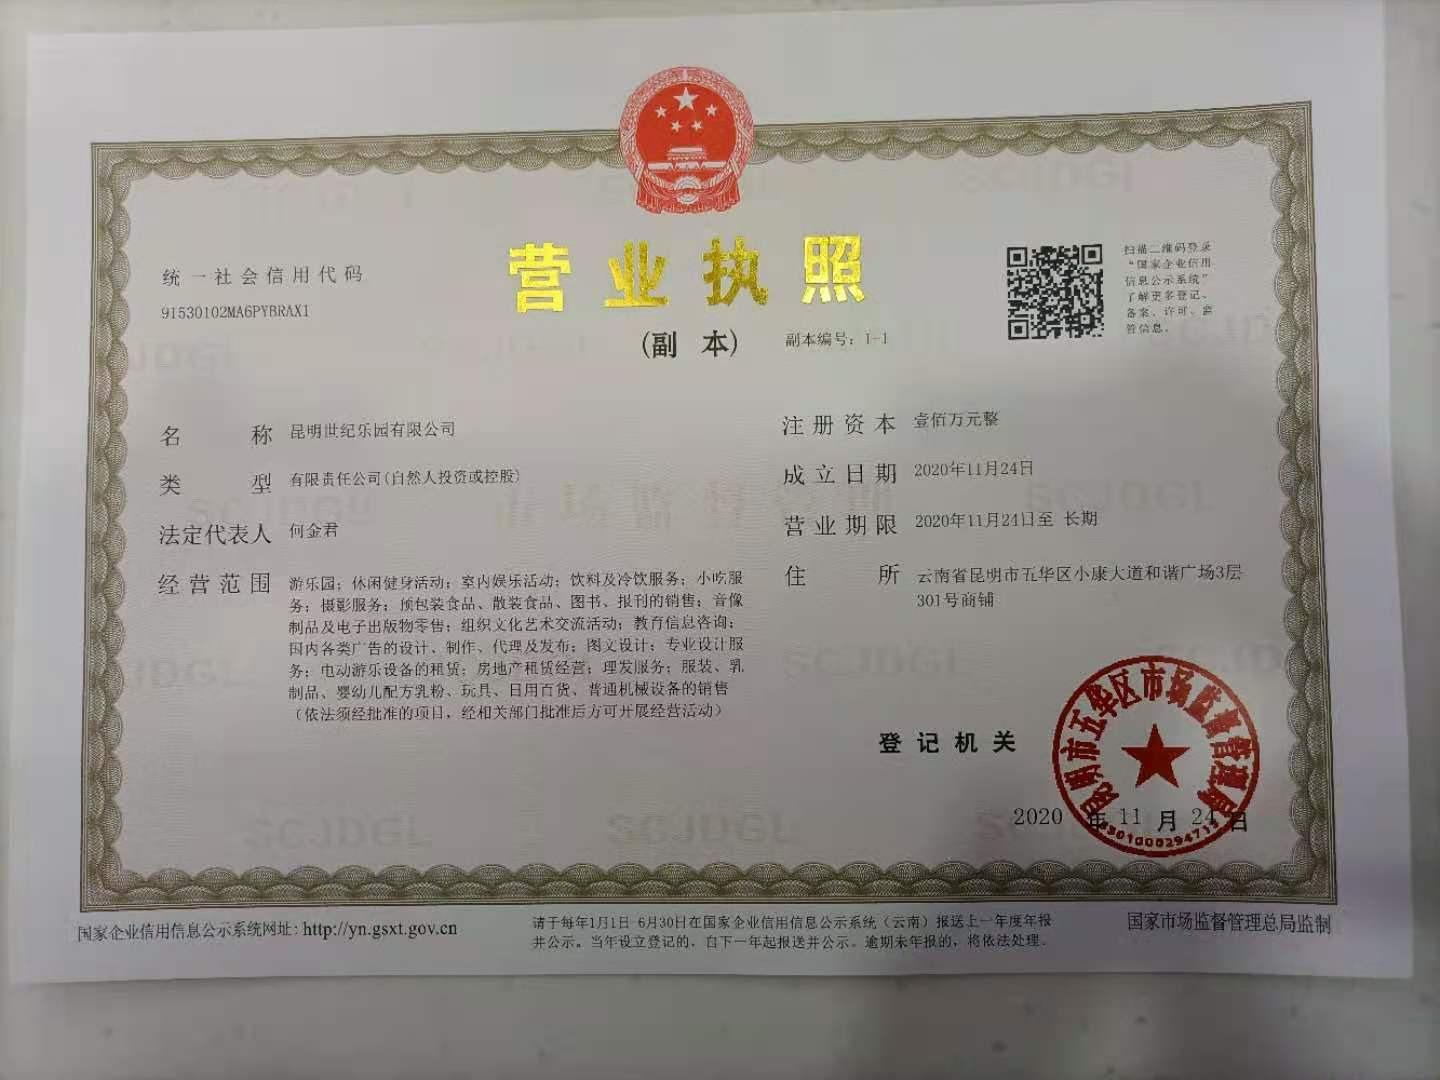 营业执照
(副 本)
副本编号：1-1
统一社会信用代码
91530102MA6PYBRAX1
扫描二维码登录
“国家企业信用
信息公示系统”
了解更多登记、
备案、许可、监
管信息。
名 称 昆明世纪乐园有限公司
类 型 有限责任公司(自然人投资或控股)
法定代表人 何金君
经营范围 游乐园；休闲健身活动；室内娱乐活动；饮料及冷饮服务；小吃服
务；摄影服务；预包装食品、散装食品、图书、报刊的销售；音像
制品及电子出版物零售；组织文化艺术交流活动；教育信息咨询；
国内各类广告的设计、制作、代理及发布；图文设计；专业设计服
务；电动游乐设备的租赁；房地产租赁经营；理发服务；服装、乳
制品、婴幼儿配方乳粉、玩具、日用百货、普通机械设备的销售
（依法须经批准的项目，经相关部门批准后方可开展经营活动）
注册资本 壹佰万元整
成立日期 2020年11月24日
营业期限 2020年11月24日至 长期
住 所 云南省昆明市五华区小康大道和谐广场3层
301号商铺
登记机关
昆明市五华区市场监督管理局
2020 年 11 月 24 日
国家企业信用信息公示系统网址: http://yn.gsxt.gov.cn
请于每年1月1日-6月30日在国家企业信用信息公示系统（云南）报送上一年度年报
并公示。当年设立登记的，自下一年起报送并公示。逾期未年报的，将依法处理.
国家市场监督管理总局监制